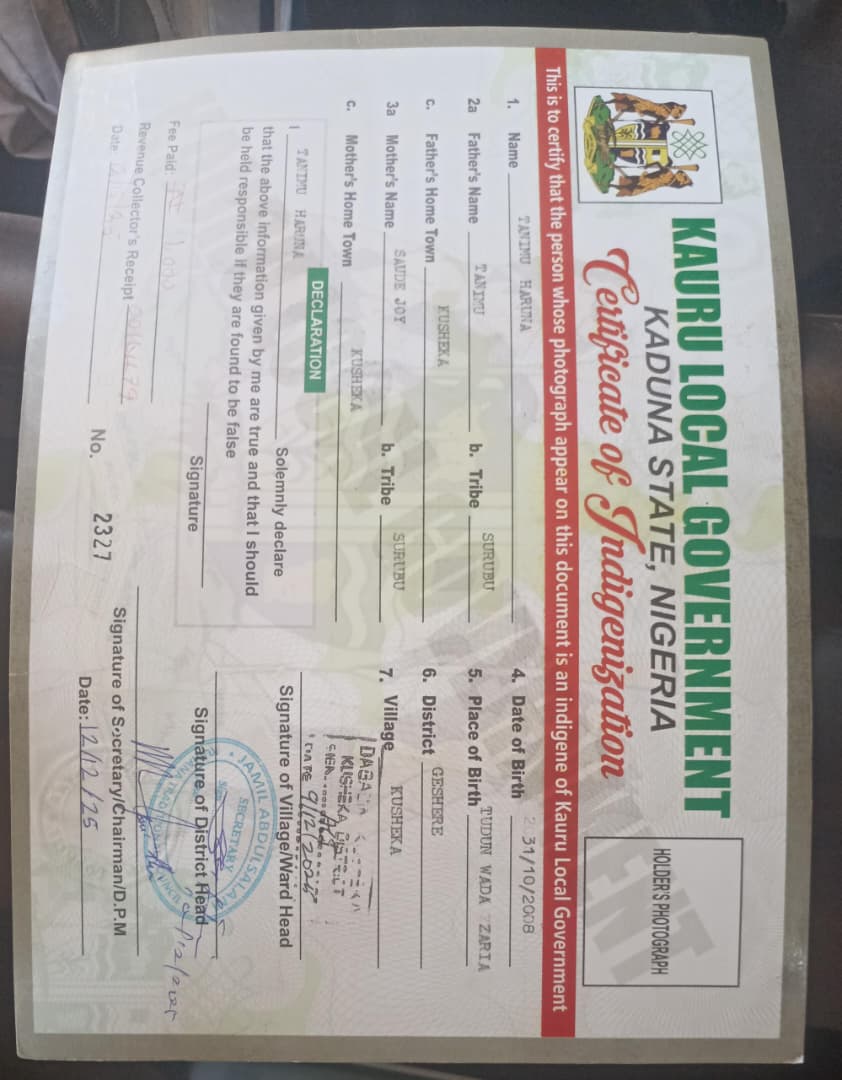 KAURU LOCAL GOVERNMENT
KADUNA STATE, NIGERIA
Certificate of Indigenization
HOLDER'S PHOTOGRAPH
This is to certify that the person whose photograph appear on this document is an indigene of Kauru Local Government
1. Name TANIMU HARUNA
4. Date of Birth 31/10/2008
2a Father's Name TANIMU b. Tribe SURUBU
5. Place of Birth TUDUN WADA ZARIA
c. Father's Home Town KUSHEKA
6. District GESHERE
3a Mother's Name SAUDE JOY b. Tribe SURUBU
7. Village KUSHEKA
c. Mother's Home Town KUSHEKA
KUSHEKA DISTRICT
DATE 9/12/2025
DECLARATION
I TANIMU HARUNA Solemnly declare
that the above information given by me are true and that I should
be held responsible if they are found to be false
Signature
Signature of Village/Ward Head
JAMIL ABDULSALAM
SECRETARY
Signature of District Head
Fee Paid:
Revenue Collector's Receipt
Date
No. 2327
Signature of Secretary/Chairman/D.P.M
Date: 12/12/25